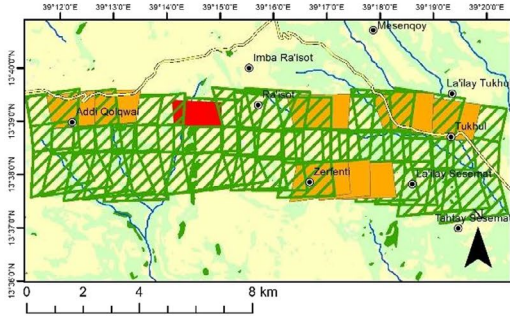 39°12'0"E 39°13'0"E 39°14'0"E 39°15'0"E 39°16'0"E 39°17'0"E 39°18'0"E 39°19'0"E 39°20'0"E
Mesenqoy
13°40'0"N
Imba Ra'isot
La'ilay Tukhu
Ra'isot
13°39'0"N
Addi Qolqwal
Tukhul
13°38'0"N
Zerfenti
La'ilay Sesemat
13°37'0"N
Tahtay Sesemat
13°36'0"N
0 2 4 8 km